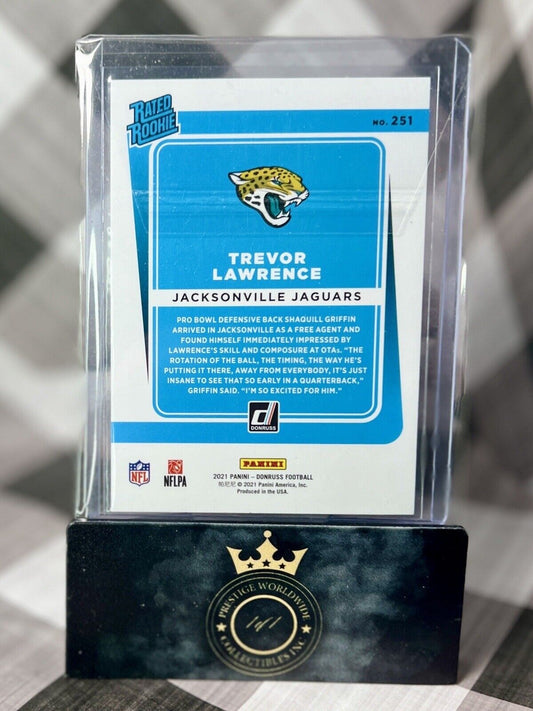 RATED
ROOKIE
NO. 251
TREVOR
LAWRENCE
JACKSONVILLE JAGUARS
PRO BOWL DEFENSIVE BACK SHAQUILL GRIFFIN
ARRIVED IN JACKSONVILLE AS A FREE AGENT AND
FOUND HIMSELF IMMEDIATELY IMPRESSED BY
LAWRENCE'S SKILL AND COMPOSURE AT OTAs. "THE
ROTATION OF THE BALL, THE TIMING, THE WAY HE'S
PUTTING IT THERE, AWAY FROM EVERYBODY, IT'S JUST
INSANE TO SEE THAT SO EARLY IN A QUARTERBACK,"
GRIFFIN SAID. "I'M SO EXCITED FOR HIM."
DONRUSS
NFL
NFLPA
PANINI
2021 PANINI – DONRUSS FOOTBALL
帕尼尼 © 2021 Panini America, Inc.
Produced in the USA.
PRESTIGE WORLDWIDE
1of1
COLLECTIBLES INC